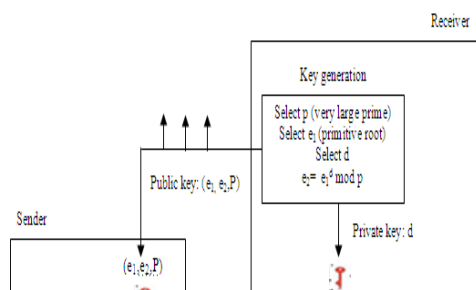 Receiver
Key generation
Select p (very large prime)
Select e₁ (primitive root)
Select d
e₂= e₁ᵈ mod p
Public key: (e₁, e₂,P)
Private key: d
Sender
(e₁,e₂,P)